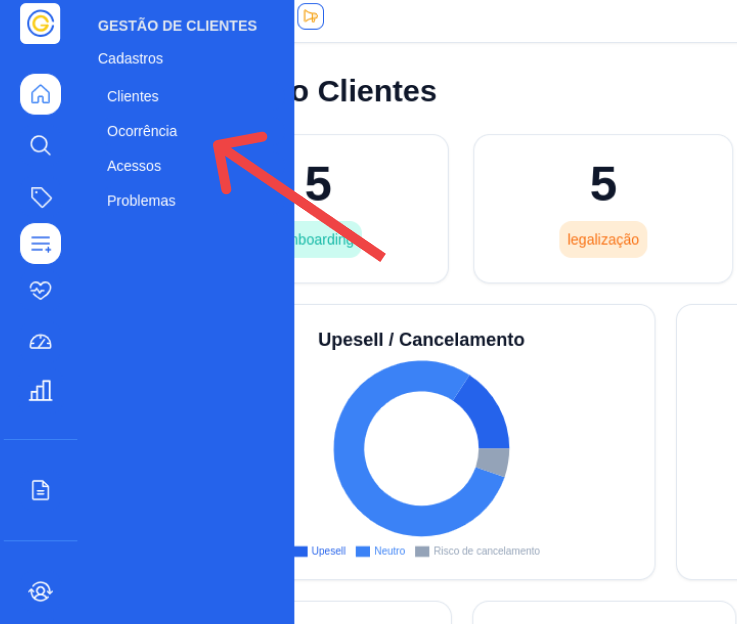 GESTÃO DE CLIENTES
Cadastros
Clientes
Ocorrência
Acessos
Problemas
o Clientes
5
nboarding
5
legalização
Upesell / Cancelamento
Upesell
Neutro
Risco de cancelamento